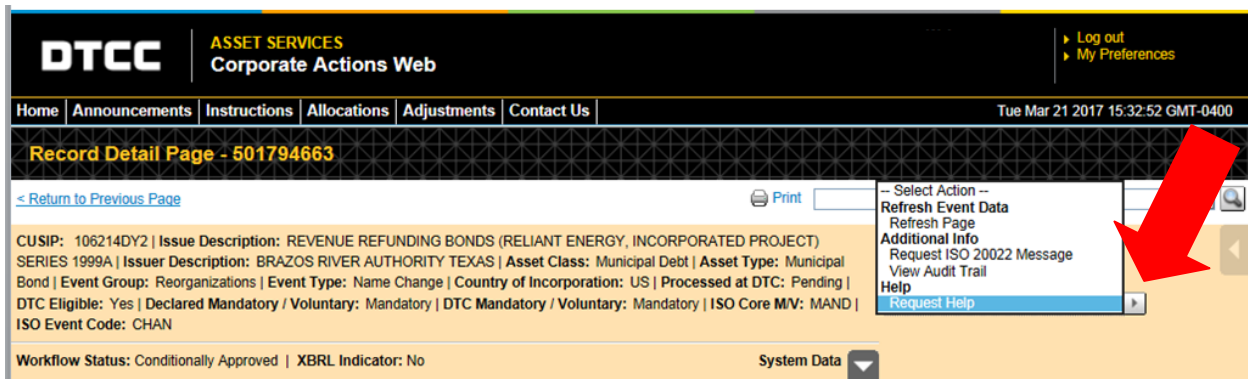 DTCC
ASSET SERVICES
Corporate Actions Web
Log out
My Preferences
Home | Announcements | Instructions | Allocations | Adjustments | Contact Us |
Tue Mar 21 2017 15:32:52 GMT-0400
Record Detail Page - 501794663
< Return to Previous Page
Print
-- Select Action --
Refresh Event Data
Refresh Page
Additional Info
Request ISO 20022 Message
View Audit Trail
Help
Request Help
CUSIP: 106214DY2 | Issue Description: REVENUE REFUNDING BONDS (RELIANT ENERGY, INCORPORATED PROJECT)
SERIES 1999A | Issuer Description: BRAZOS RIVER AUTHORITY TEXAS | Asset Class: Municipal Debt | Asset Type: Municipal
Bond | Event Group: Reorganizations | Event Type: Name Change | Country of Incorporation: US | Processed at DTC: Pending |
DTC Eligible: Yes | Declared Mandatory / Voluntary: Mandatory | DTC Mandatory / Voluntary: Mandatory | ISO Core M/V: MAND |
ISO Event Code: CHAN
Workflow Status: Conditionally Approved | XBRL Indicator: No
System Data